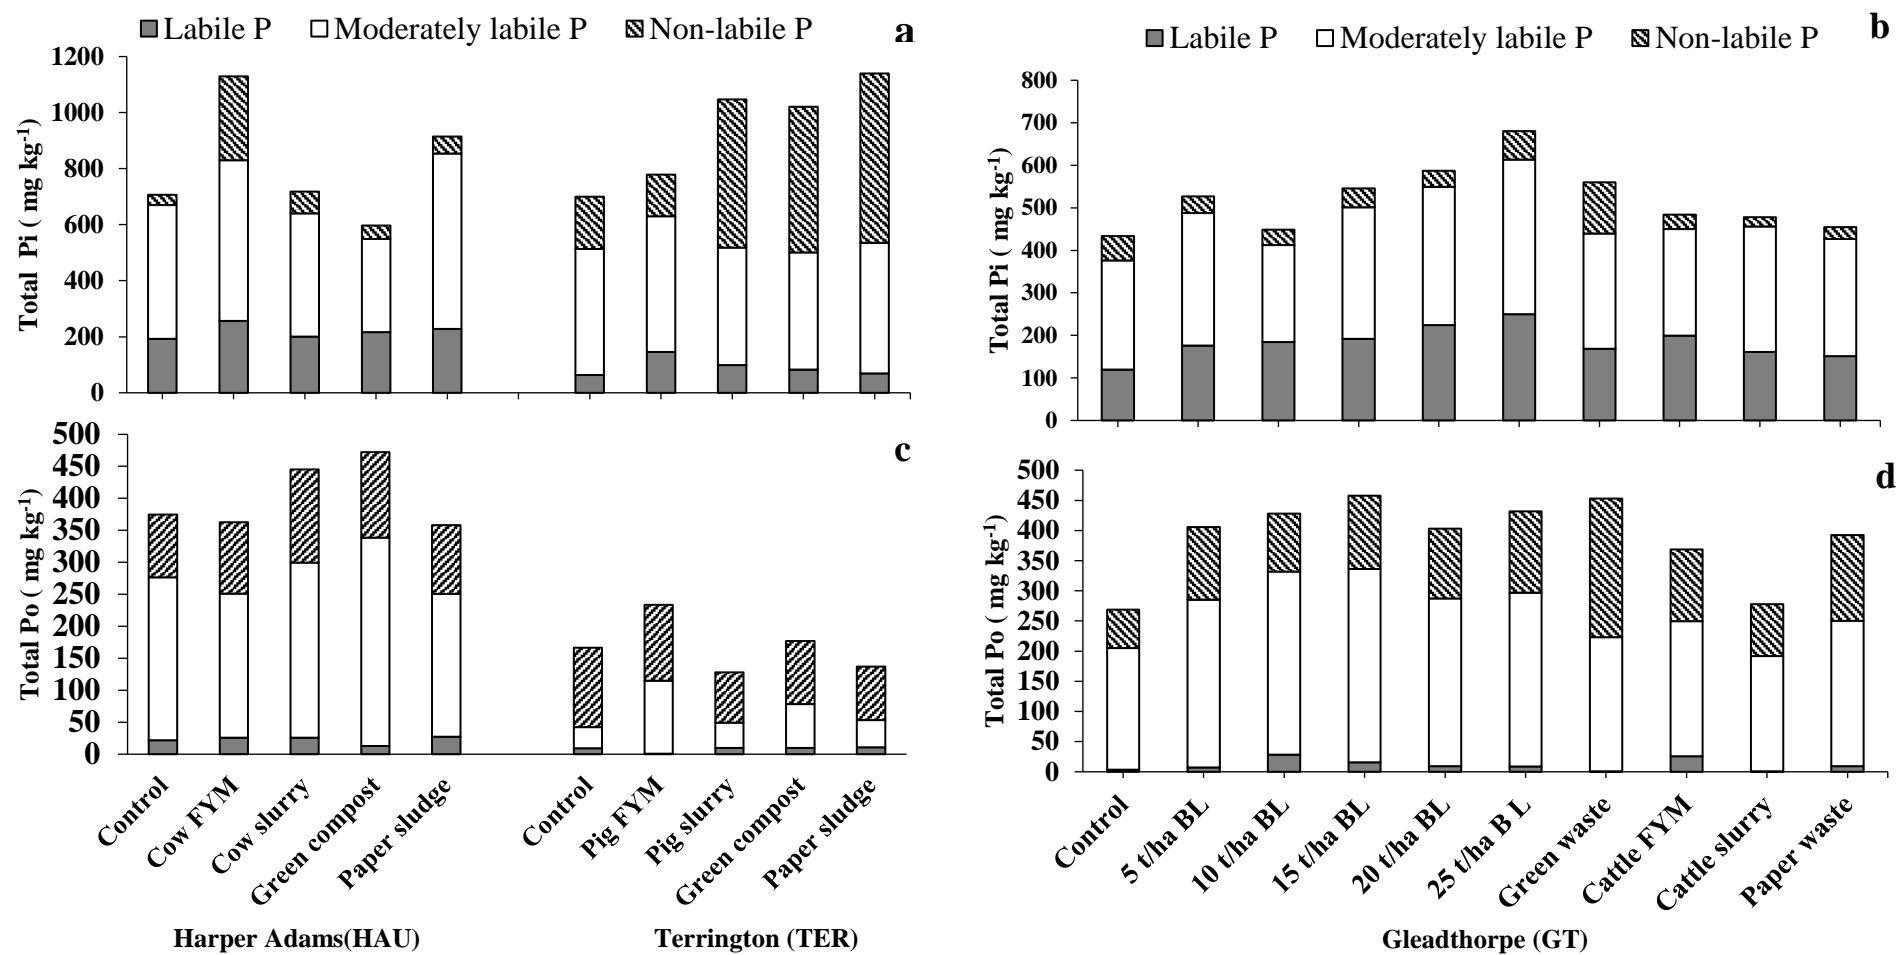 Labile P Moderately labile P Non-labile P a
Total Pi ( mg kg-1)
1200
1000
800
600
400
200
0
Labile P Moderately labile P Non-labile P b
Total Pi ( mg kg-1)
800
700
600
500
400
300
200
100
0
c
Total Po ( mg kg-1)
500
450
400
350
300
250
200
150
100
50
0
Control
Cow FYM
Cow slurry
Green compost
Paper sludge
Control
Pig FYM
Pig slurry
Green compost
Paper sludge
Harper Adams(HAU) Terrington (TER)
d
Total Po ( mg kg-1)
500
450
400
350
300
250
200
150
100
50
0
Control
5 t/ha BL
10 t/ha BL
15 t/ha BL
20 t/ha BL
25 t/ha B L
Green waste
Cattle FYM
Cattle slurry
Paper waste
Gleadthorpe (GT)